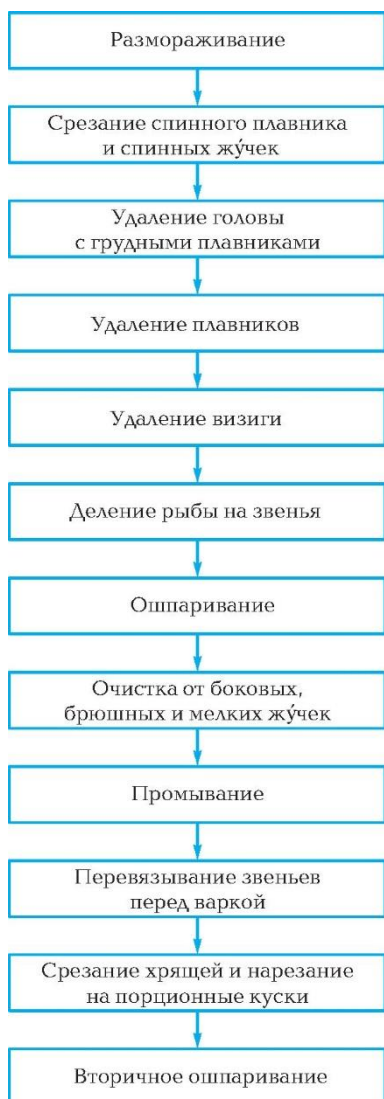 Размораживание
Срезание спинного плавника
и спинных жу́чек
Удаление головы
с грудными плавниками
Удаление плавников
Удаление визиги
Деление рыбы на звенья
Ошпаривание
Очистка от боковых,
брюшных и мелких жу́чек
Промывание
Перевязывание звеньев
перед варкой
Срезание хрящей и нарезание
на порционные куски
Вторичное ошпаривание